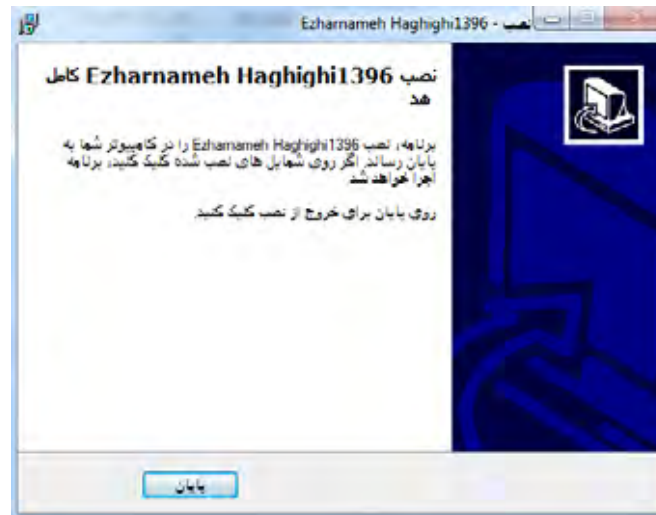 نصب - Ezharnameh Haghighi1396
نصب Ezharnameh Haghighi1396 کامل
شد
برنامه، نصب Ezharnameh Haghighi1396 را در کامپیوتر شما به
پایان رساند. اگر روی شمایل های نصب شده کلیک کنید، برنامه
اجرا خواهد شد
روی پایان برای خروج از نصب کلیک کنید.
پایان